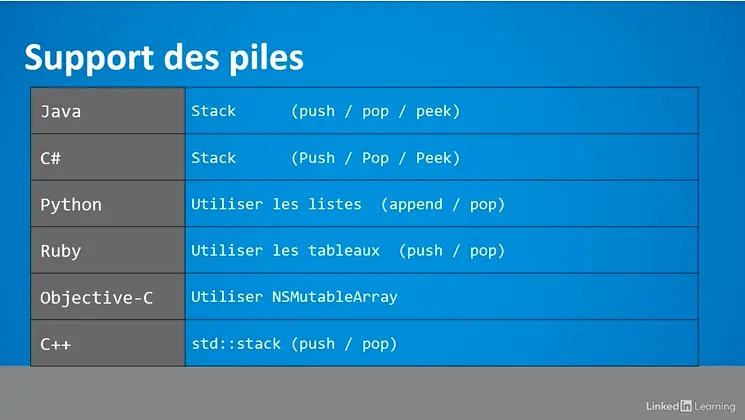 Support des piles
Java Stack (push / pop / peek)
C# Stack (Push / Pop / Peek)
Python Utiliser les listes (append / pop)
Ruby Utiliser les tableaux (push / pop)
Objective-C Utiliser NSMutableArray
C++ std::stack (push / pop)
Linked in Learning